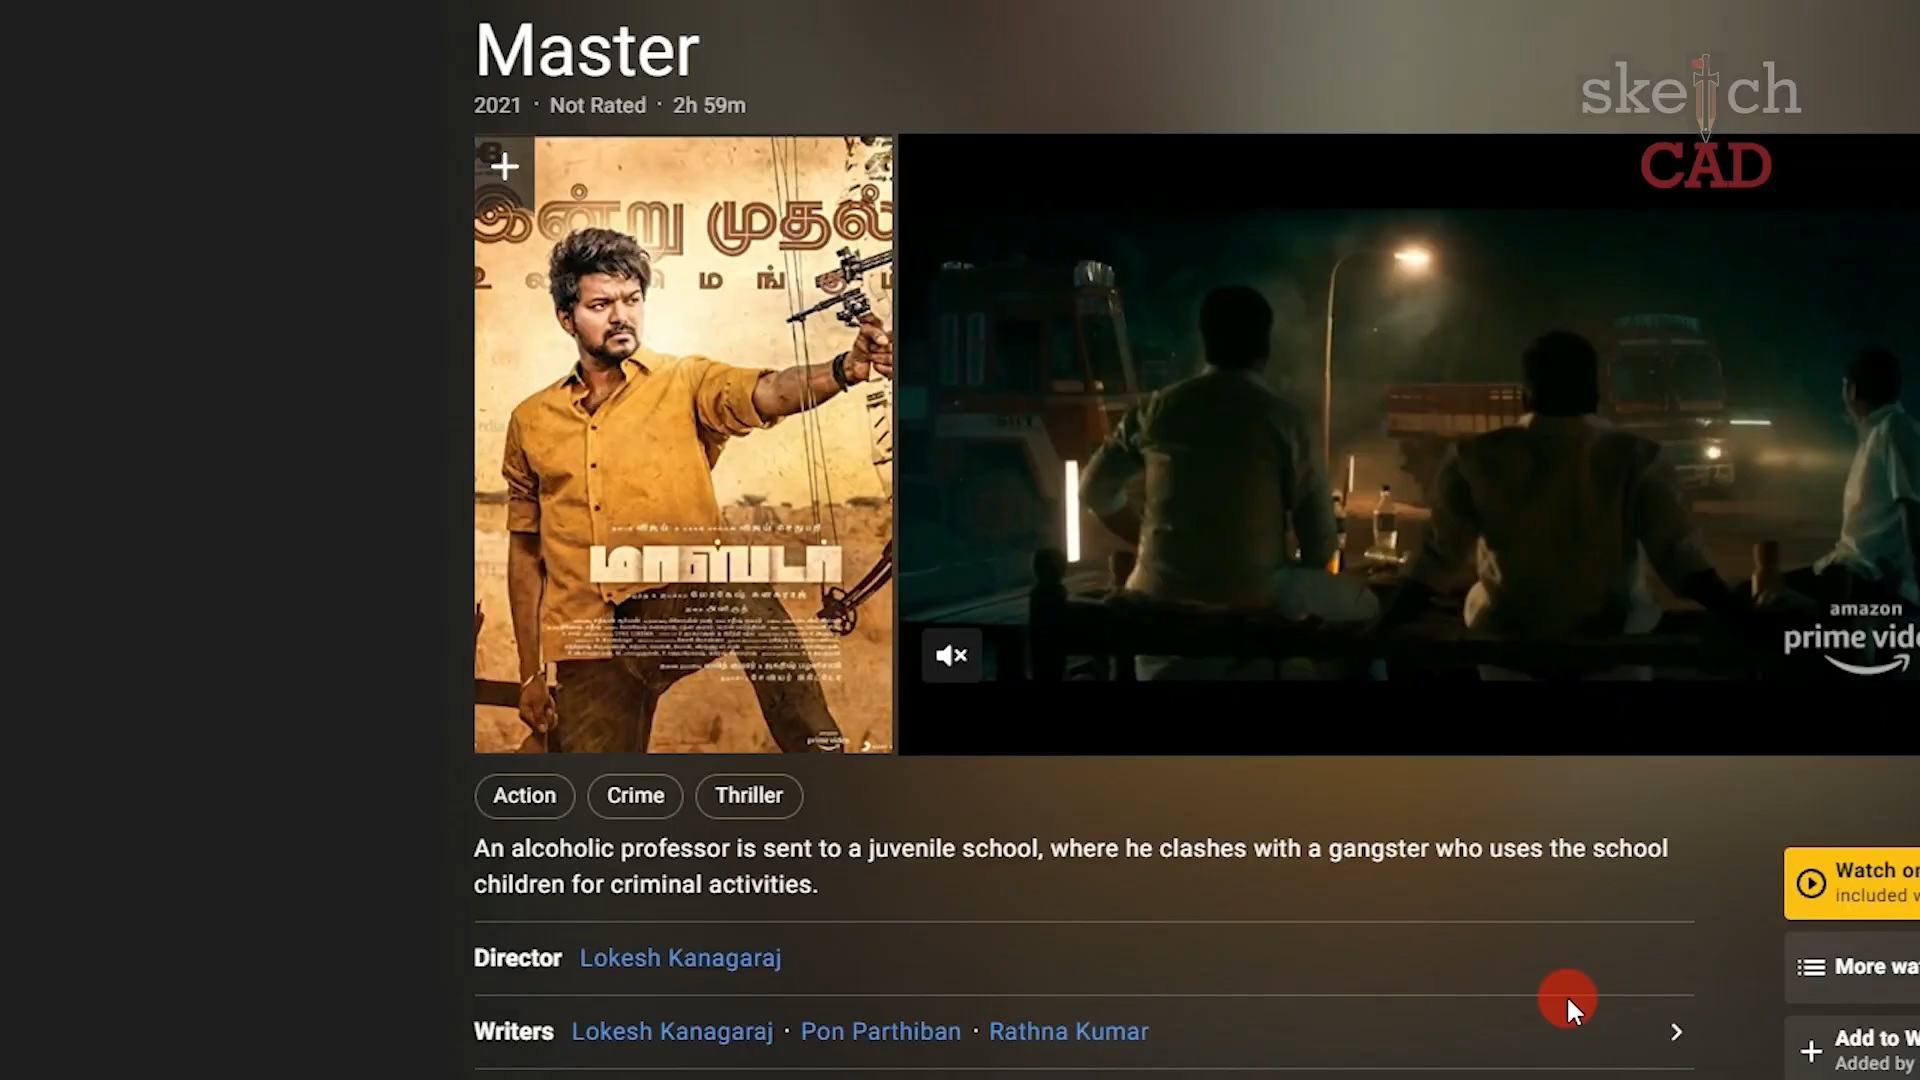 Master
2021 · Not Rated · 2h 59m
sketch
CAD
இன்று முதல்
மாஸ்டர்
amazon
prime vide
Action
Crime
Thriller
An alcoholic professor is sent to a juvenile school, where he clashes with a gangster who uses the school
children for criminal activities.
Watch on
included w
Director Lokesh Kanagaraj
More wa
Writers Lokesh Kanagaraj · Pon Parthiban · Rathna Kumar
Add to W
Added by